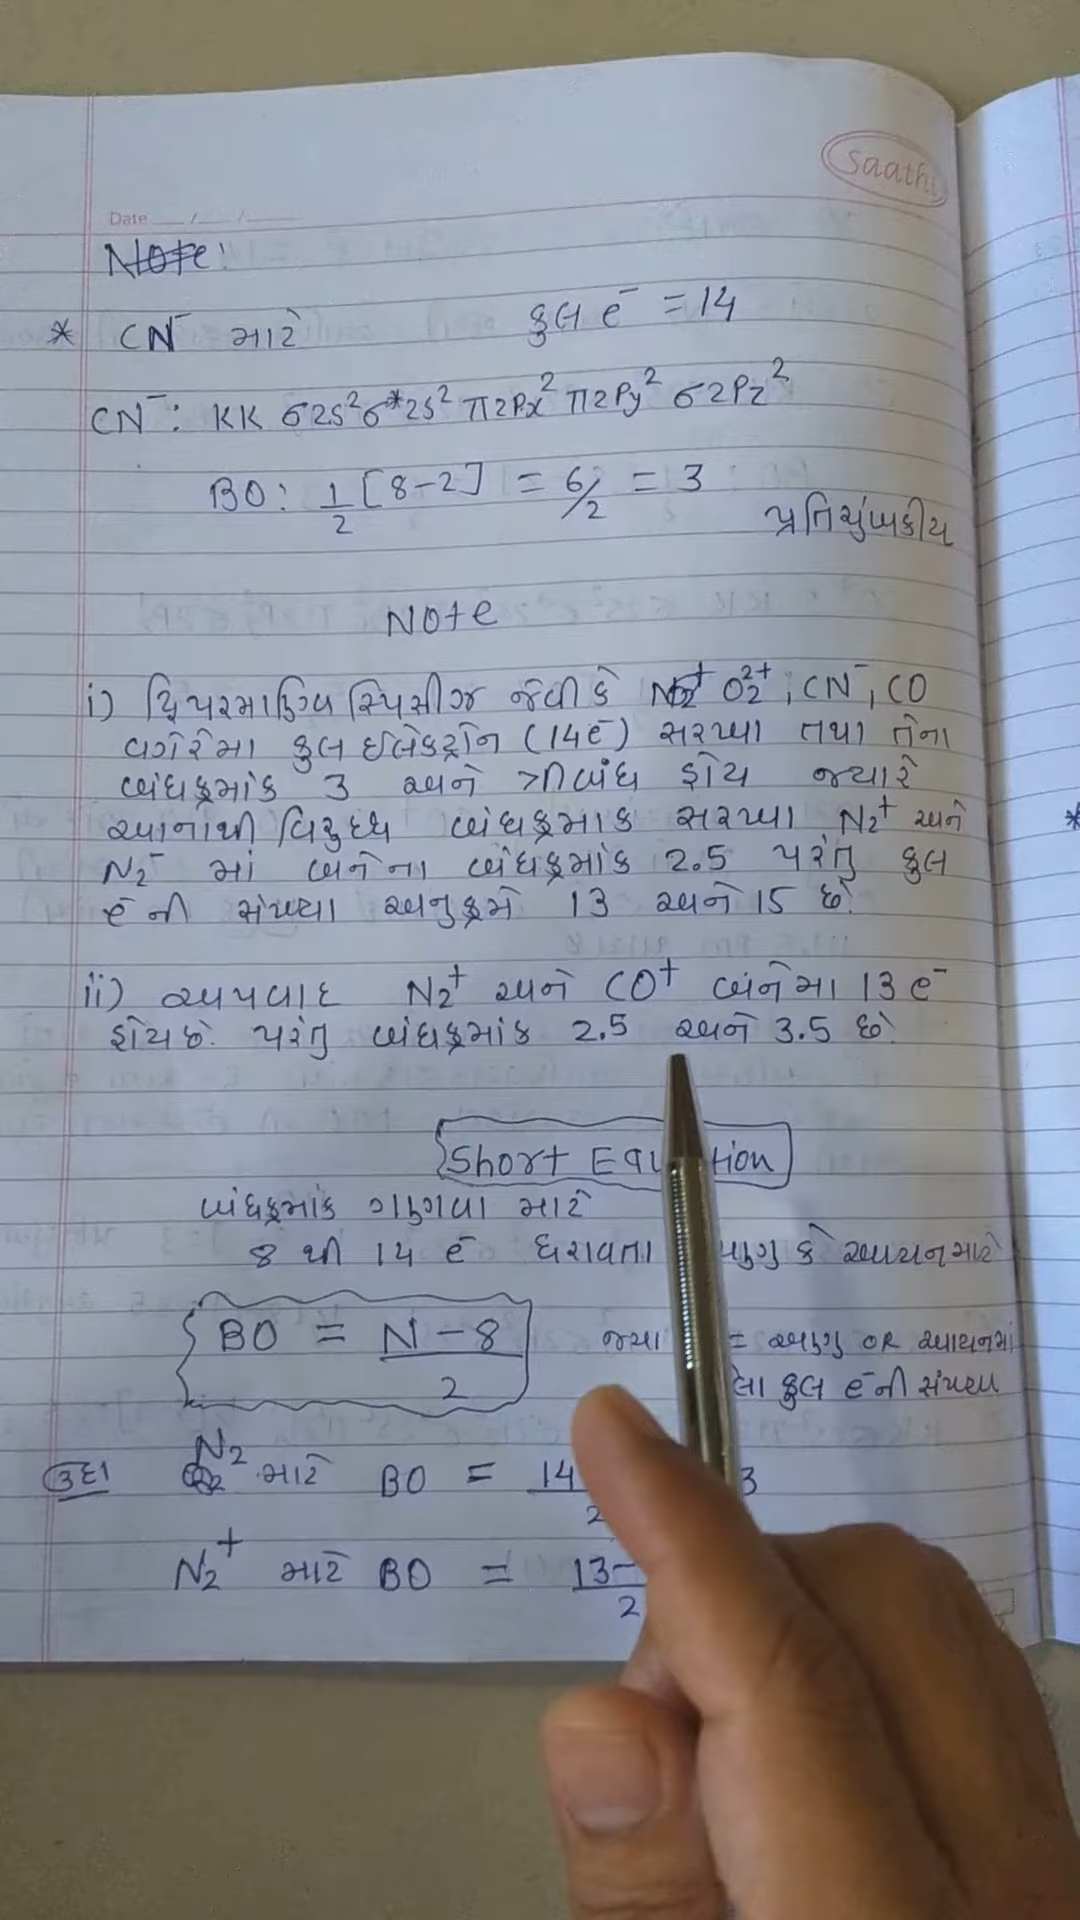 Saathi
Date
Note:
* CN⁻ માટે કુલ e⁻ = 14
CN⁻: KK σ2s² σ*2s² π2Px² π2Py² σ2Pz²
BO: 1/2 [8-2] = 6/2 = 3
પ્રતિચુંબકીય
Note
i) દ્વિપરમાણ્વિય સ્પિસીઝ જેવી કે O₂²⁺, CN⁻, CO
વગેરેમા કુલ ઈલેક્ટ્રોન (14e⁻) સરખા તથા તેના
બંધક્રમાંક 3 અને ત્રીબંધ હોય જ્યારે
આનાથી વિરુધ્ધ બંધક્રમાક સરખા N₂⁺ અને
N₂⁻ માં બંનેના બંધક્રમાંક 2.5 પરંતુ કુલ
e⁻ની સંખ્યા અનુક્રમે 13 અને 15 છે.
ii) અપવાદ N₂⁺ અને CO⁺ બંનેમા 13 e⁻
હોય છે. પરંતુ બંધક્રમાંક 2.5 અને 3.5 છે.
Short Equ tion
બંધક્રમાંક ગણવા માટે
8 થી 14 e⁻ ધરાવતા કે આયન માટે
BO = N - 8 / 2 જ્યા = અણુ OR આયનમાં
કુલ e⁻ની સંખ્યા
ઉદા N₂ માટે BO = 14 / 2 3
N₂⁺ માટે BO = 13- / 2